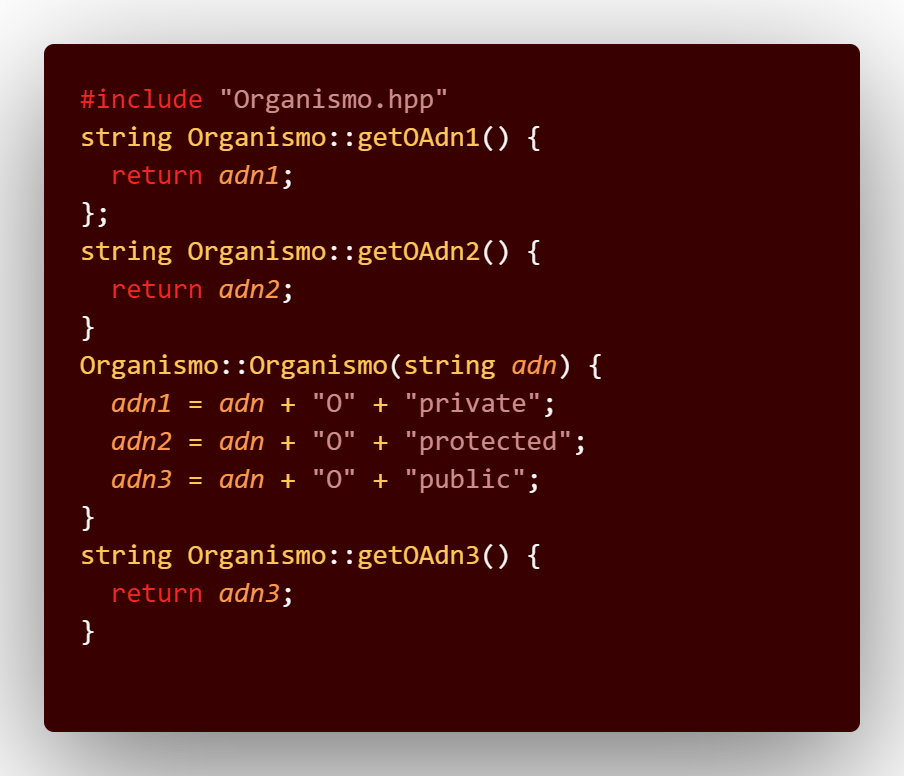 #include "Organismo.hpp"
string Organismo::getOAdn1() {
  return adn1;
};
string Organismo::getOAdn2() {
  return adn2;
}
Organismo::Organismo(string adn) {
  adn1 = adn + "O" + "private";
  adn2 = adn + "O" + "protected";
  adn3 = adn + "O" + "public";
}
string Organismo::getOAdn3() {
  return adn3;
}